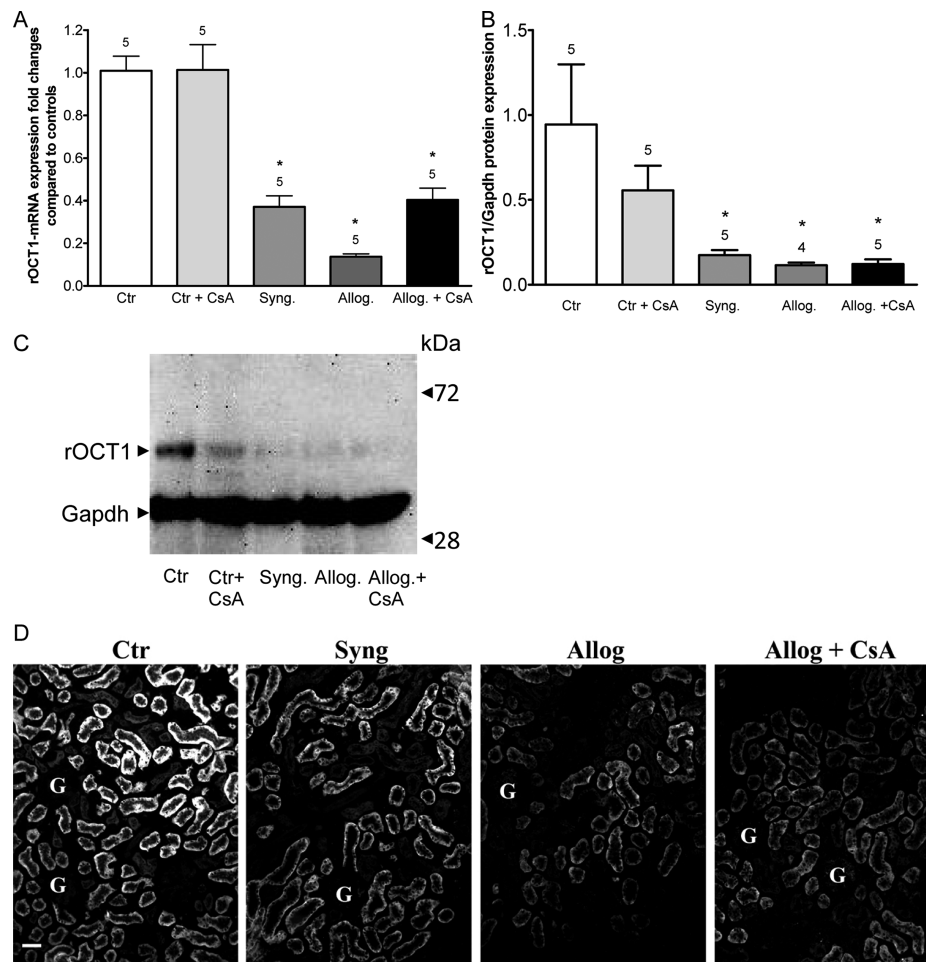 A
rOCT1-mRNA expression fold changes
compared to controls
1.2
1.0
0.8
0.6
0.4
0.2
0.0
5
5
*
5
*
5
*
5
Ctr
Ctr + CsA
Syng.
Allog.
Allog. + CsA
B
rOCT1/Gapdh protein expression
1.5
1.0
0.5
0.0
5
5
*
5
*
4
*
5
Ctr
Ctr + CsA
Syng.
Allog.
Allog. +CsA
C
kDa
72
rOCT1
Gapdh
28
Ctr
Ctr+
CsA
Syng.
Allog.
Allog.+
CsA
D
Ctr
Syng
Allog
Allog + CsA
G
G
G
G
G
G